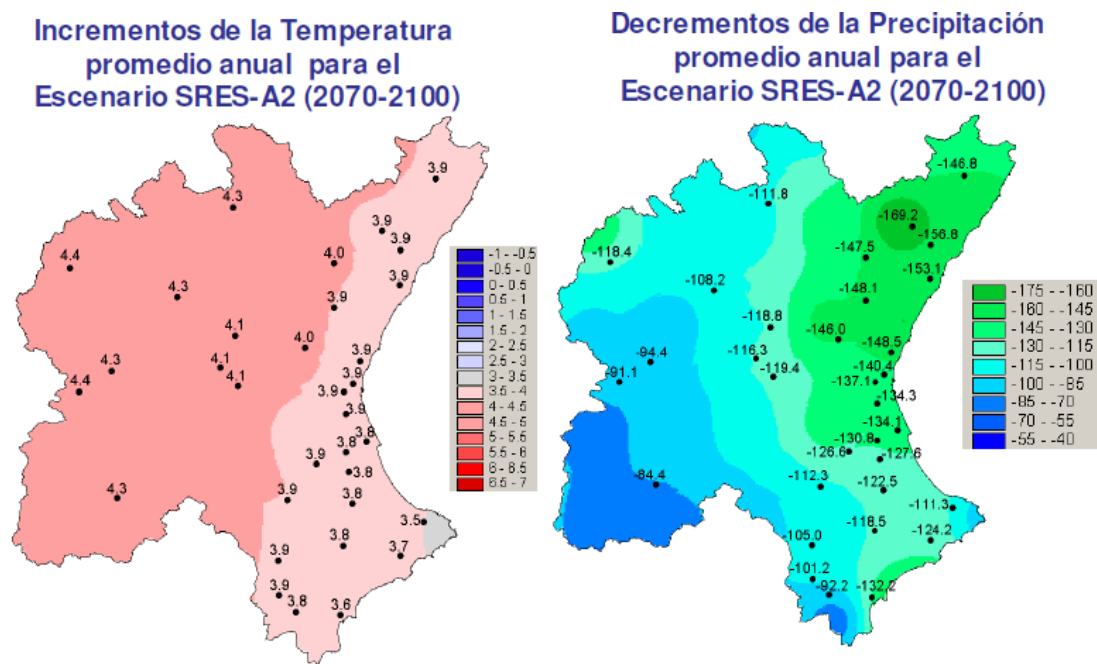 Incrementos de la Temperatura
promedio anual para el
Escenario SRES-A2 (2070-2100)
3.9
4.3
3.9
3.9
4.0
4.4
3.9
4.3
3.9
4.1
4.0
3.9
4.3
4.1
3.9
4.4
4.1
3.9
3.9
3.8
3.8
3.9
3.8
4.3
3.9
3.8
3.5
3.8
3.7
3.9
3.9
3.8
3.6
-1 - -0.5
-0.5 - 0
0 - 0.5
0.5 - 1
1 - 1.5
1.5 - 2
2 - 2.5
2.5 - 3
3 - 3.5
3.5 - 4
4 - 4.5
4.5 - 5
5 - 5.5
5.5 - 6
6 - 6.5
6.5 - 7
Decrementos de la Precipitación
promedio anual para el
Escenario SRES-A2 (2070-2100)
-146.8
-111.8
-169.2
-156.8
-147.5
-118.4
-153.1
-108.2
-148.1
-118.8
-146.0
-148.5
-94.4
-116.3
-140.4
-91.1
-119.4
-137.1
-134.3
-134.1
-130.8
-126.6
-127.6
-84.4
-112.3
-122.5
-111.3
-118.5
-124.2
-105.0
-101.2
-92.2
-132.2
-175 - -160
-160 - -145
-145 - -130
-130 - -115
-115 - -100
-100 - -85
-85 - -70
-70 - -55
-55 - -40